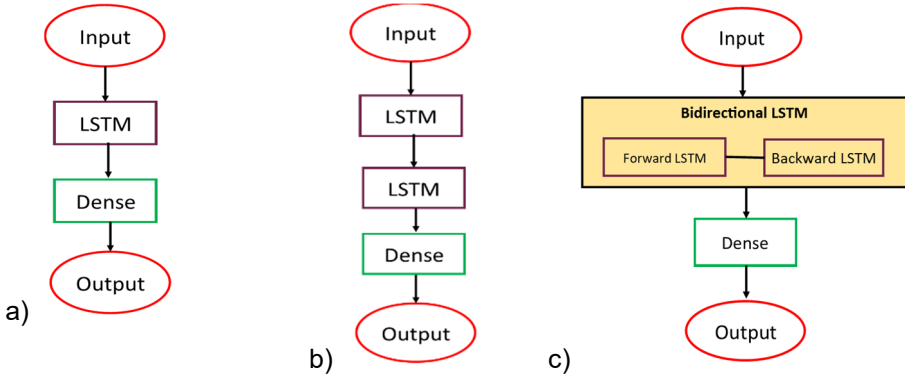 Input
LSTM
Dense
Output
a)
Input
LSTM
LSTM
Dense
Output
b)
Input
Bidirectional LSTM
Forward LSTM
Backward LSTM
Dense
Output
c)